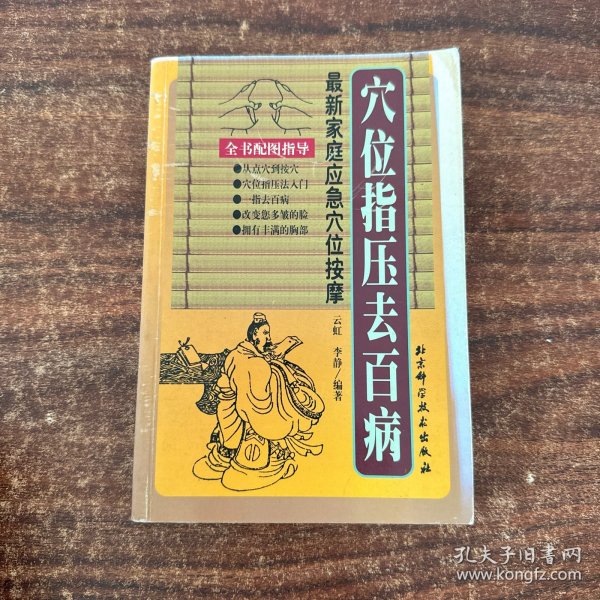 穴位指压去百病
最新家庭应急穴位按摩
全书配图指导
●从点穴到按穴
●穴位指压法入门
●一指去百病
●改变您多皱的脸
●拥有丰满的胸部
云虹 李静 编著
北京科学技术出版社
孔夫子旧书网
www.kongfz.com